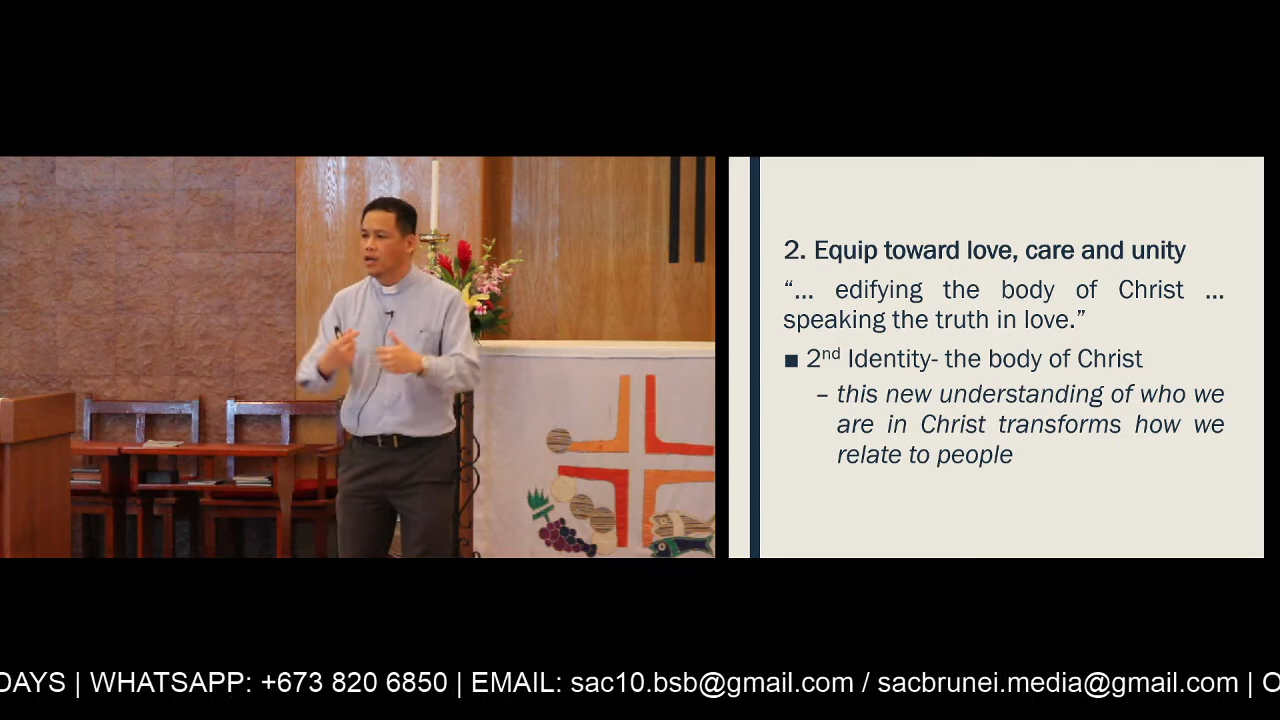 2. Equip toward love, care and unity
“... edifying the body of Christ ...
speaking the truth in love.”
■ 2nd Identity- the body of Christ
– this new understanding of who we
are in Christ transforms how we
relate to people
DAYS | WHATSAPP: +673 820 6850 | EMAIL: sac10.bsb@gmail.com / sacbrunei.media@gmail.com | O